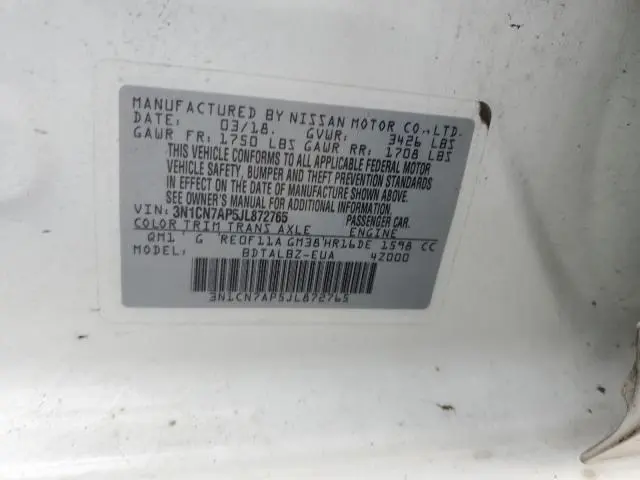 MANUFACTURED BY NISSAN MOTOR CO.,LTD.
DATE: 03/18. GVWR: 3426 LBS
GAWR FR: 1750 LBS GAWR RR: 1708 LBS
THIS VEHICLE CONFORMS TO ALL APPLICABLE FEDERAL MOTOR
VEHICLE SAFETY, BUMPER AND THEFT PREVENTION STANDARDS
IN EFFECT ON THE DATE OF MANUFACTURE SHOWN ABOVE.
SEE OWNER'S MANUAL FOR ADDITIONAL INFORMATION.
VIN: 3N1CN7AP5JL872765 PASSENGER CAR.
COLOR TRIM TRANS AXLE ENGINE
QM1 G RE0F11A GM38 HR16DE 1598 CC
MODEL: BDTALBZ-EUA 42000
3N1CN7AP5JL872765